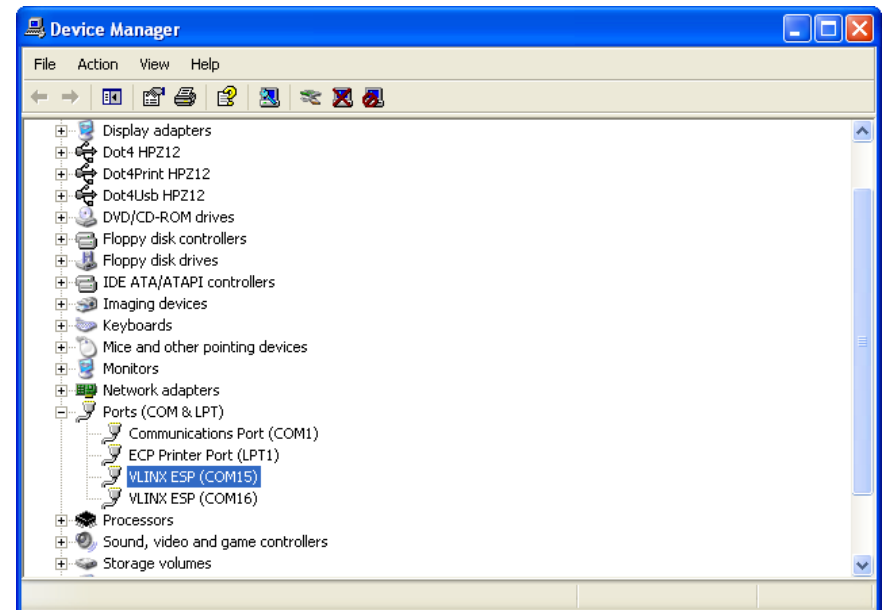 Device Manager
File Action View Help
Display adapters
Dot4 HPZ12
Dot4Print HPZ12
Dot4Usb HPZ12
DVD/CD-ROM drives
Floppy disk controllers
Floppy disk drives
IDE ATA/ATAPI controllers
Imaging devices
Keyboards
Mice and other pointing devices
Monitors
Network adapters
Ports (COM & LPT)
Communications Port (COM1)
ECP Printer Port (LPT1)
VLINX ESP (COM15)
VLINX ESP (COM16)
Processors
Sound, video and game controllers
Storage volumes